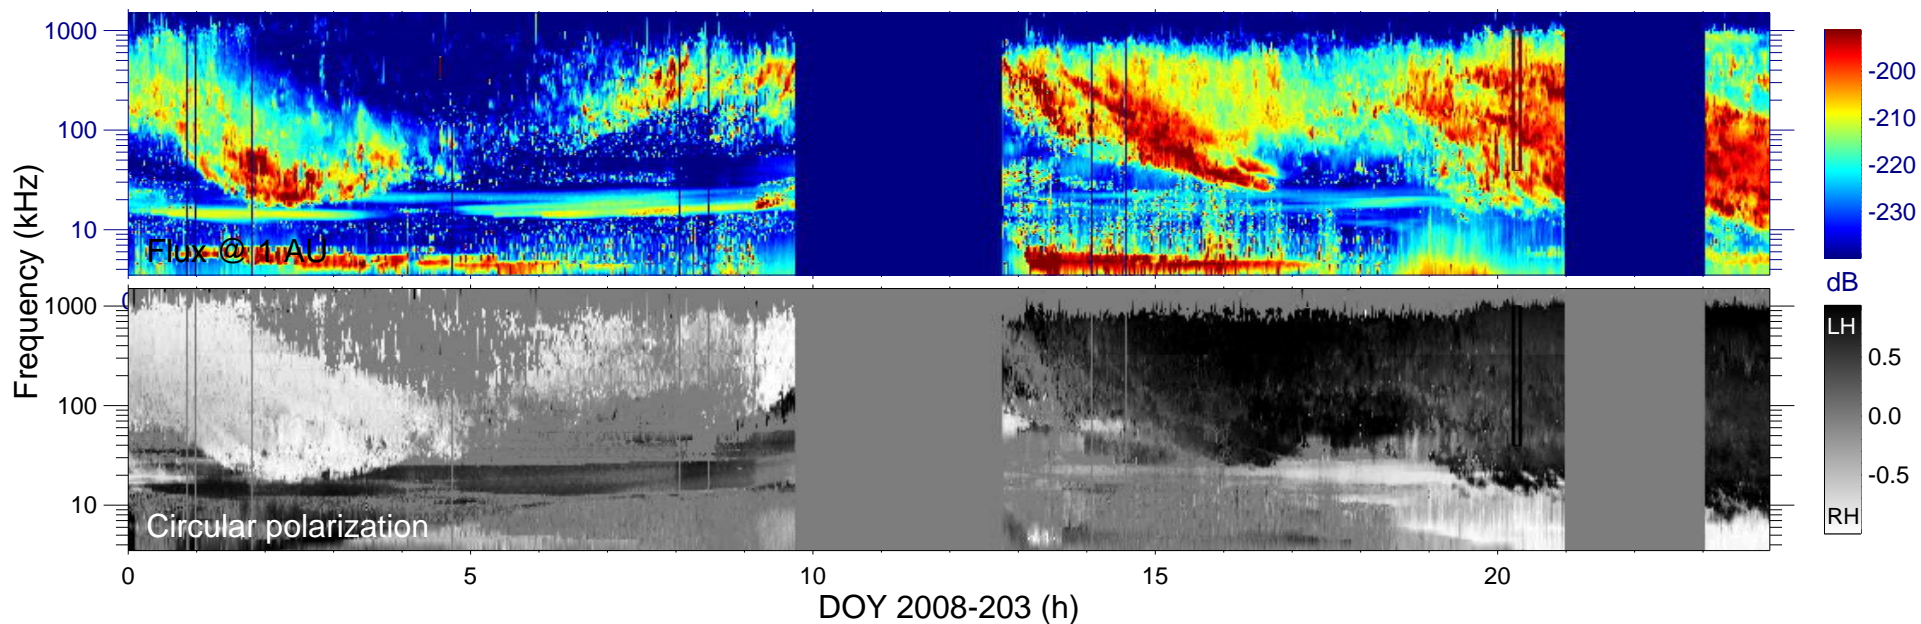 1000
100
10
Frequency (kHz)
Flux @ 1 AU
-200
-210
-220
-230
dB
0
1000
100
10
Circular polarization
LH
0.5
0.0
-0.5
RH
0
5
10
15
20
DOY 2008-203 (h)